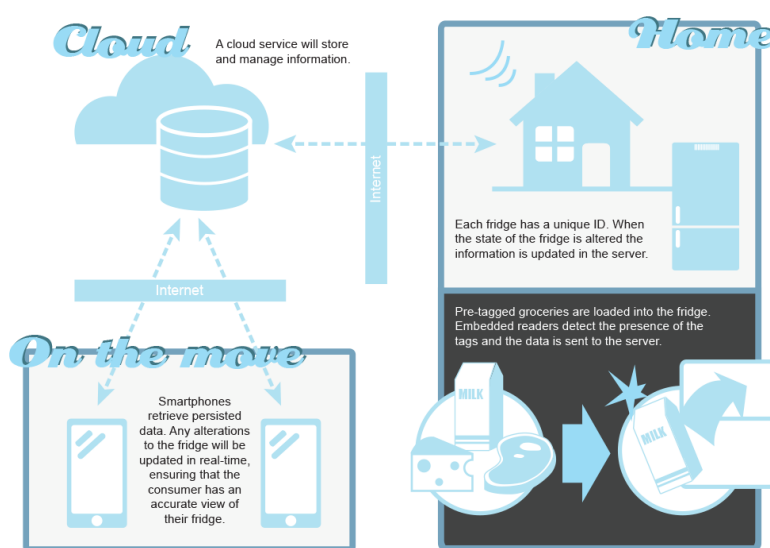 Cloud
A cloud service will store
and manage information.
Home
Internet
Each fridge has a unique ID. When
the state of the fridge is altered the
information is updated in the server.
Internet
Pre-tagged groceries are loaded into the fridge.
Embedded readers detect the presence of the
tags and the data is sent to the server.
MILK
MILK
On the move
Smartphones
retrieve persisted
data. Any alterations
to the fridge will be
updated in real-time,
ensuring that the
consumer has an
accurate view of
their fridge.